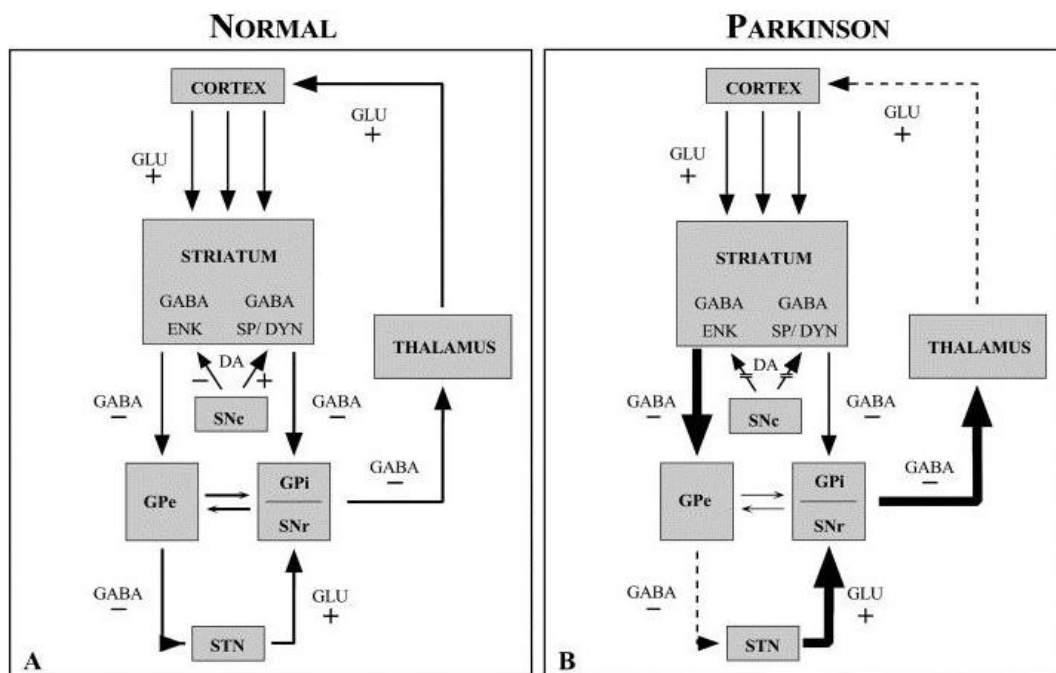 NORMAL
CORTEX
GLU
+
GLU
+
STRIATUM
GABA GABA
ENK SP/ DYN
THALAMUS
DA
− +
GABA
−
SNc
GABA
−
GABA
−
GPe
GPi
SNr
GABA
−
GLU
+
STN
A
PARKINSON
CORTEX
GLU
+
GLU
+
STRIATUM
GABA GABA
ENK SP/ DYN
THALAMUS
DA
GABA
−
SNc
GABA
−
GABA
−
GPe
GPi
SNr
GABA
−
GLU
+
STN
B